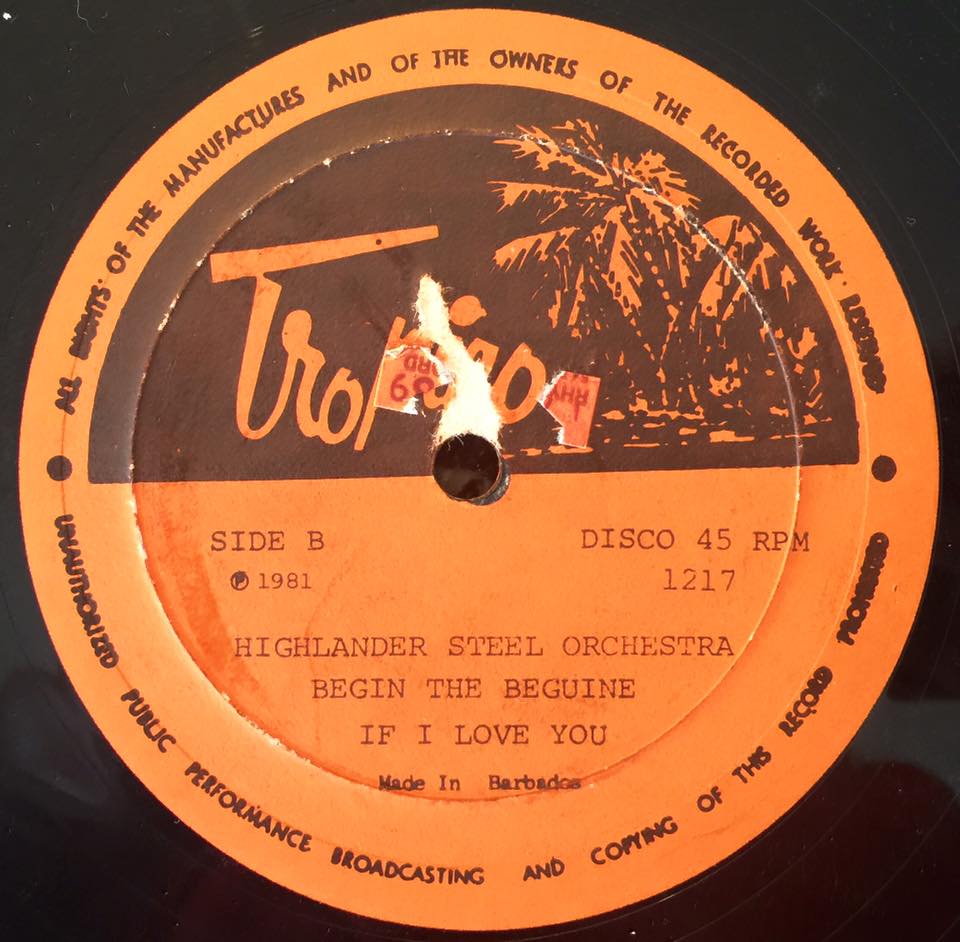 ALL RIGHTS · OF THE MANUFACTURES AND OF THE OWNERS OF THE RECORDED WORK · RESERVED
Tropico
SIDE B
DISCO 45 RPM
℗ 1981
1217
HIGHLANDER STEEL ORCHESTRA
BEGIN THE BEGUINE
IF I LOVE YOU
Made In Barbados
UNAUTHORIZED PUBLIC PERFORMANCE BROADCASTING AND COPYING OF THIS RECORD PROHIBITED